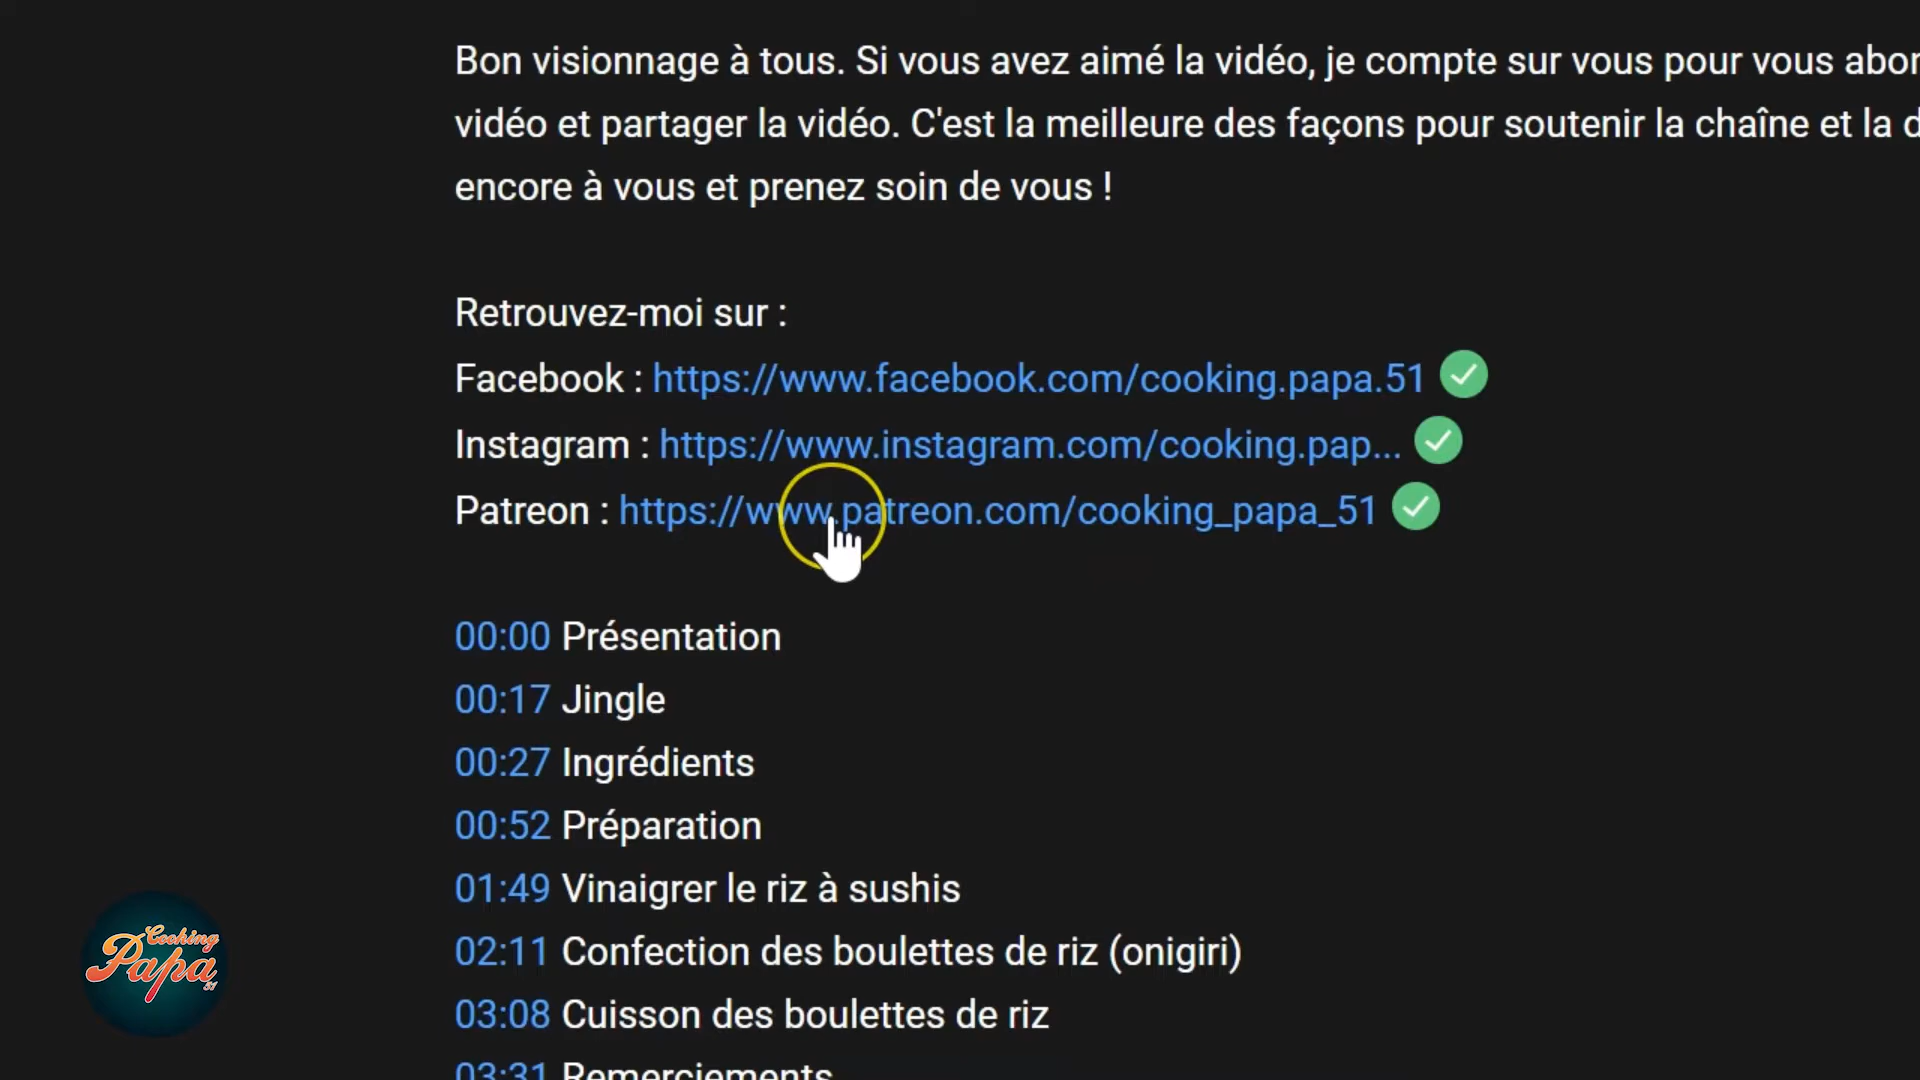 Bon visionnage à tous. Si vous avez aimé la vidéo, je compte sur vous pour vous
vidéo et partager la vidéo. C'est la meilleure des façons pour soutenir la chaîne et la
encore à vous et prenez soin de vous !
Retrouvez-moi sur :
Facebook : https://www.facebook.com/cooking.papa.51
Instagram : https://www.instagram.com/cooking.pap...
Patreon : https://www.patreon.com/cooking_papa_51
00:00 Présentation
00:17 Jingle
00:27 Ingrédients
00:52 Préparation
01:49 Vinaigrer le riz à sushis
02:11 Confection des boulettes de riz (onigiri)
03:08 Cuisson des boulettes de riz
03:31 Remerciements
Cooking
Papa
51